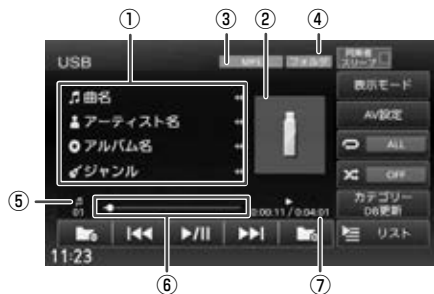 ① ③ ② ④
USB
MP3
フォルダ
同乗者
スリープ
曲名
アーティスト名
アルバム名
ジャンル
表示モード
AV設定
ALL
OFF
カテゴリー
DB更新
リスト
⑤
01
0:00:11 / 0:04:01
11:23
⑥ ⑦